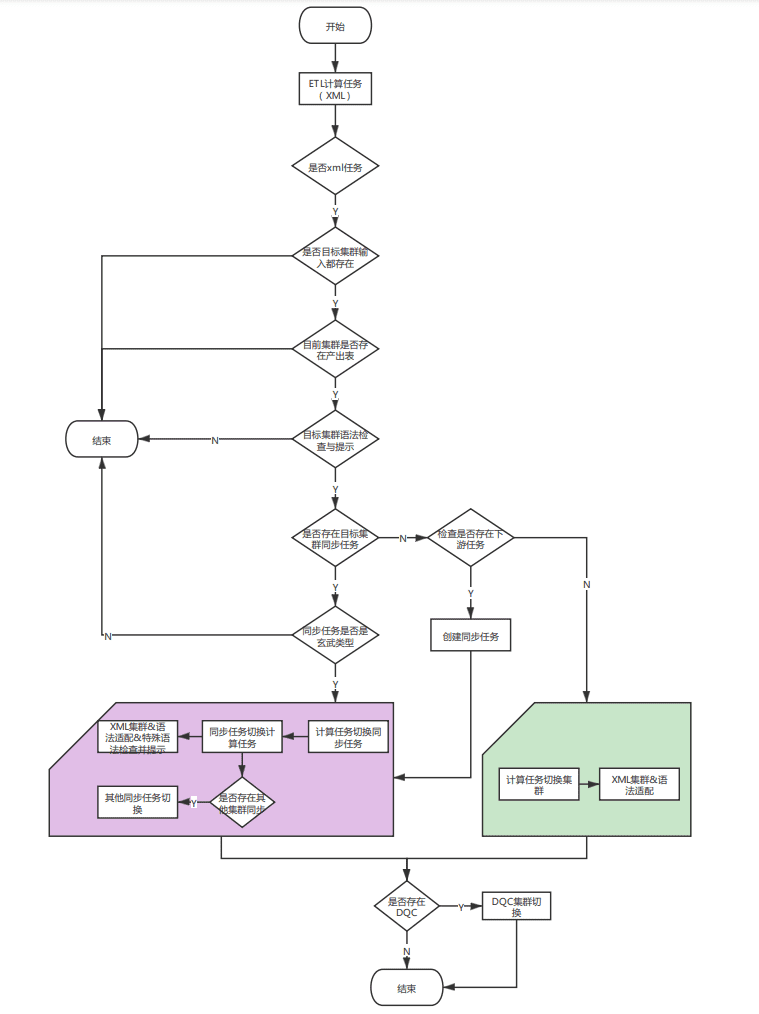 开始
ETL计算任务
（XML）
是否xml任务
Y
是否目标集群输
入都存在
Y
目前集群是否存
在产出表
Y
目标集群语法检
查与提示
N
结束
Y
是否存在目标集
群同步任务
N
检查是否存在下
游任务
N
Y
Y
同步任务是否是
玄武类型
N
创建同步任务
Y
XML集群&语
法适配&特殊语
法检查并提示
同步任务切换计
算任务
计算任务切换同
步任务
其他同步任务切
换
Y
是否存在其
他集群同步
计算任务切换集
群
XML集群&语
法适配
是否存在
DQC
Y
DQC集群切
换
N
结束